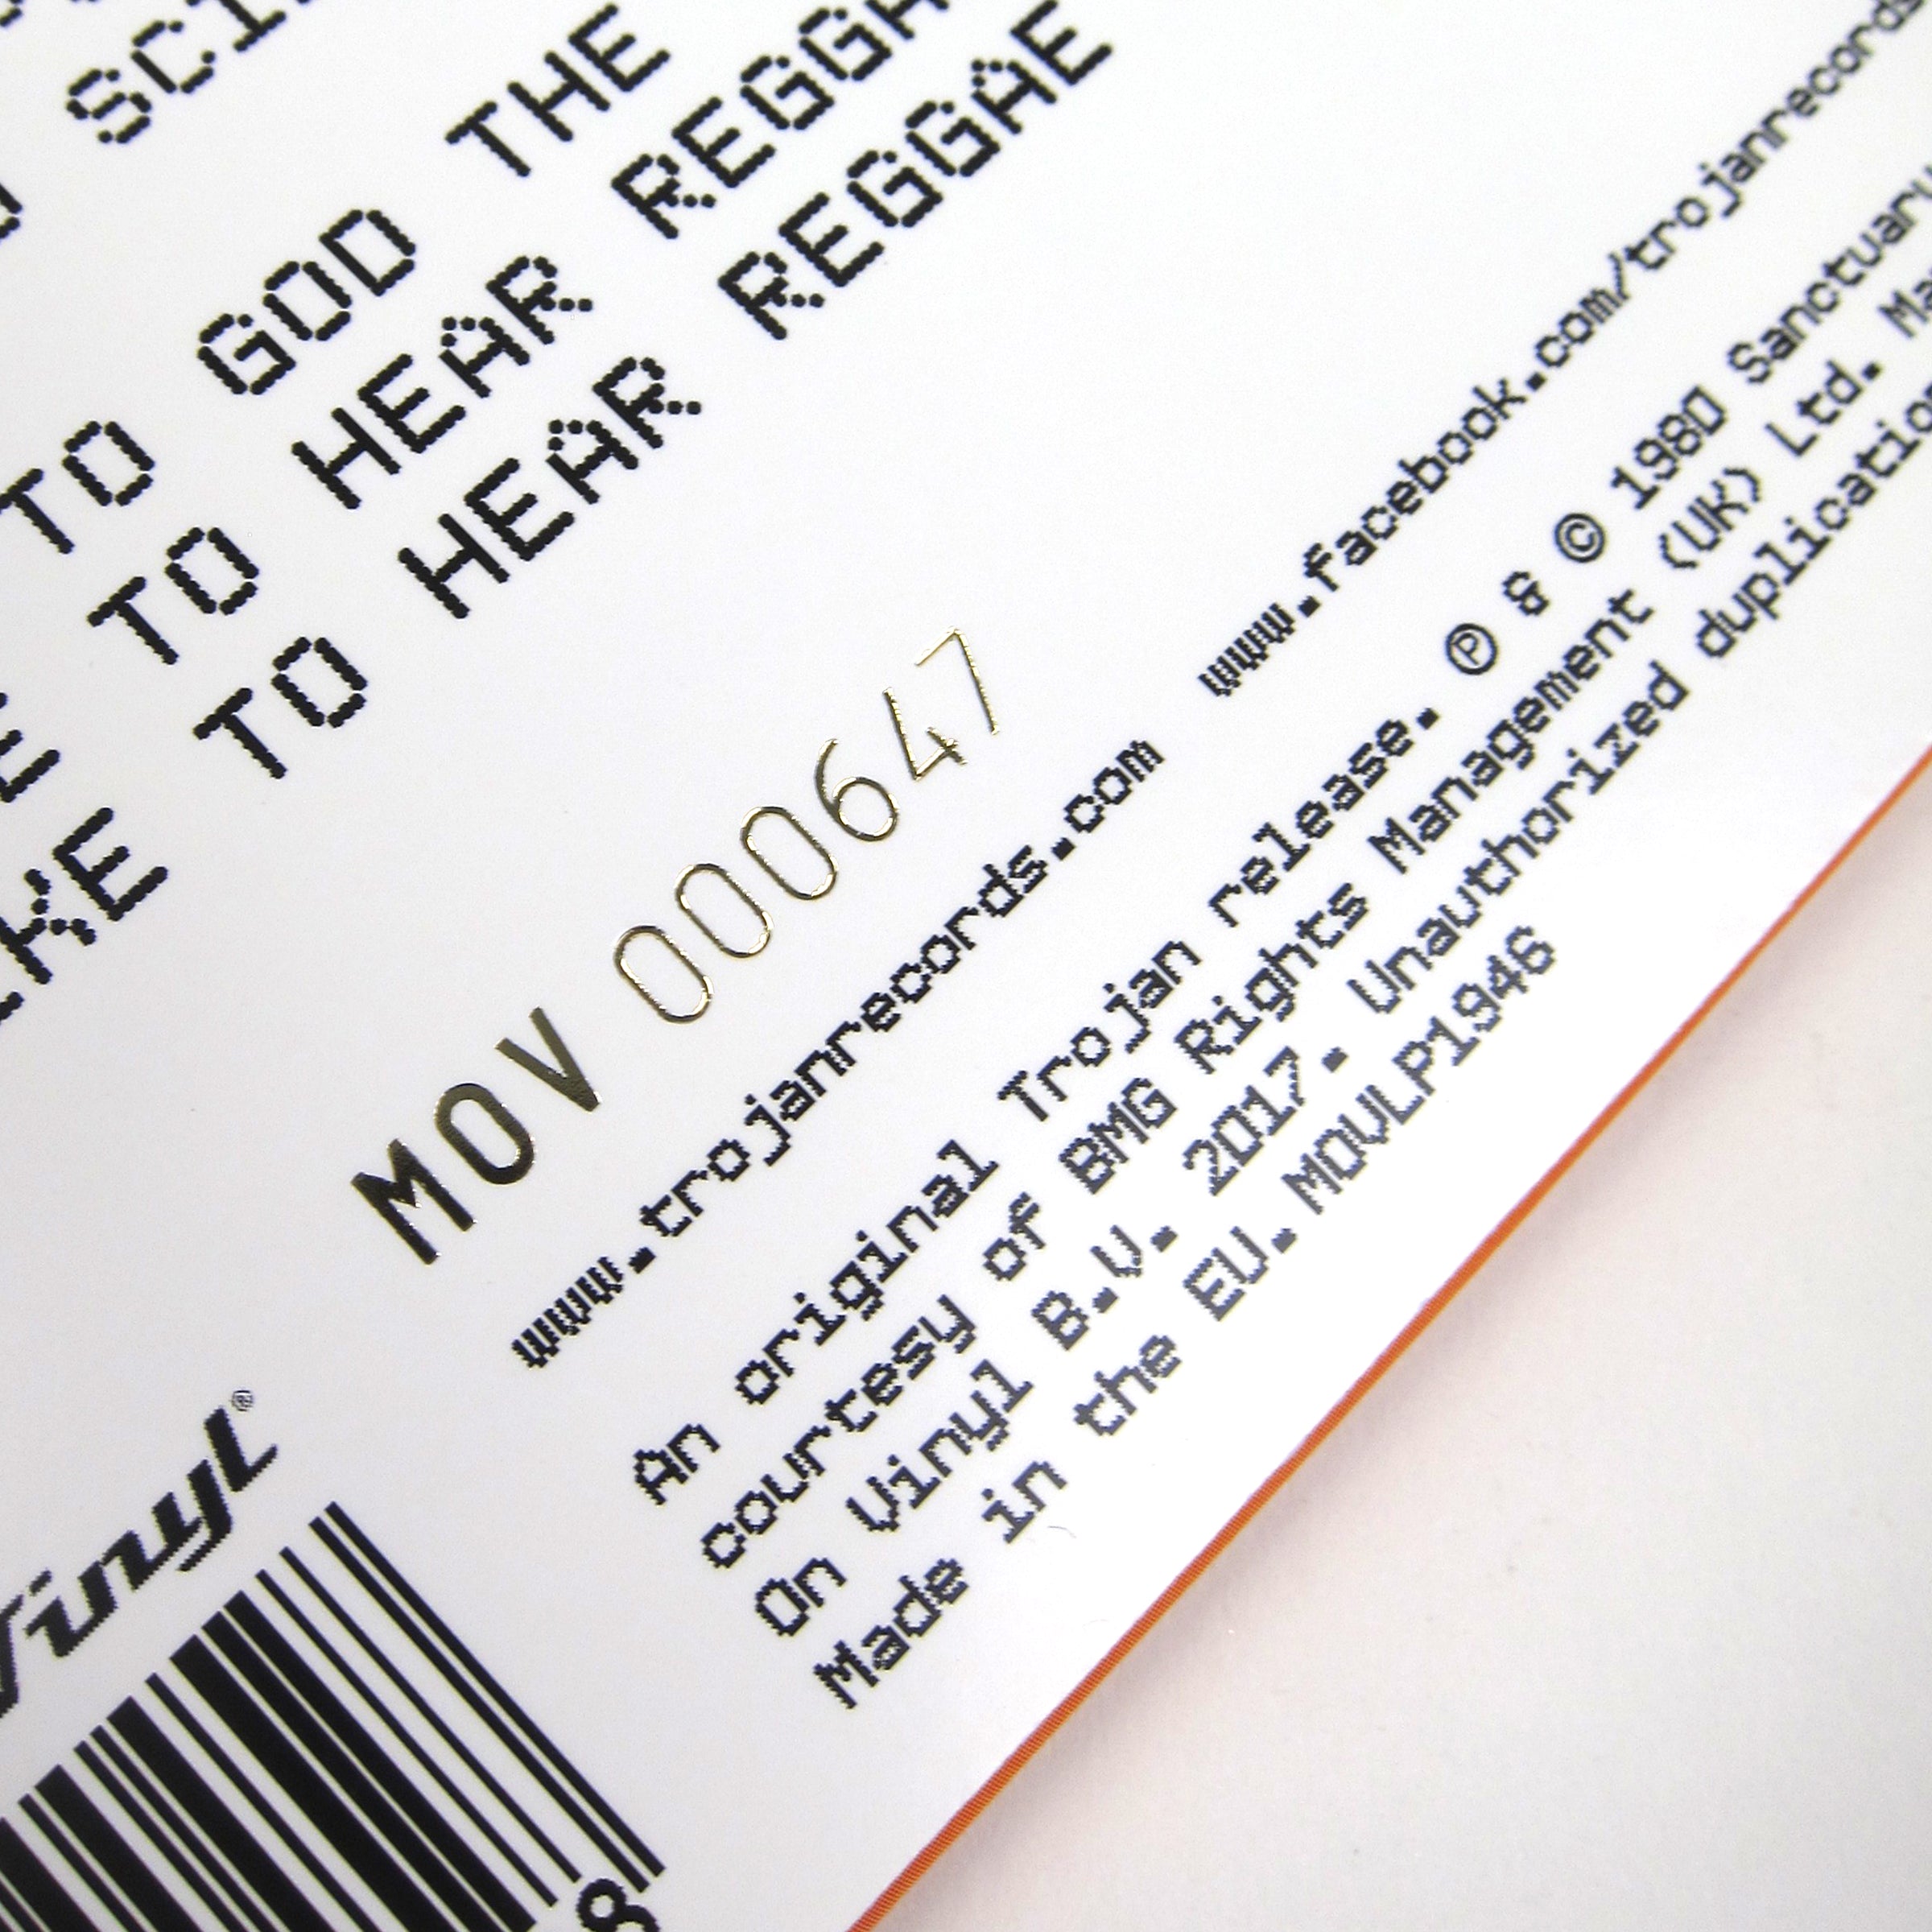 SCI
TO GOD THE
TO HEAR REGGA
TO HEAR REGGAE
KE
MOV 000647
www.trojanrecords.com www.facebook.com/trojanrecords
An original Trojan release. ℗ & © 1980 Sanctuary
courtesy of BMG Rights Management (UK) Ltd. Ma
On Vinyl B.V. 2017. Unauthorized duplication
Made in the EU. MOVLP1946
Vinyl®
8